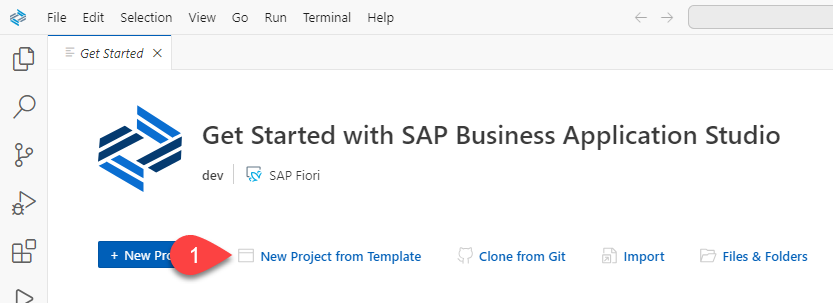 File Edit Selection View Go Run Terminal Help
Get Started
Get Started with SAP Business Application Studio
dev SAP Fiori
+ New 1 New Project from Template Clone from Git Import Files & Folders